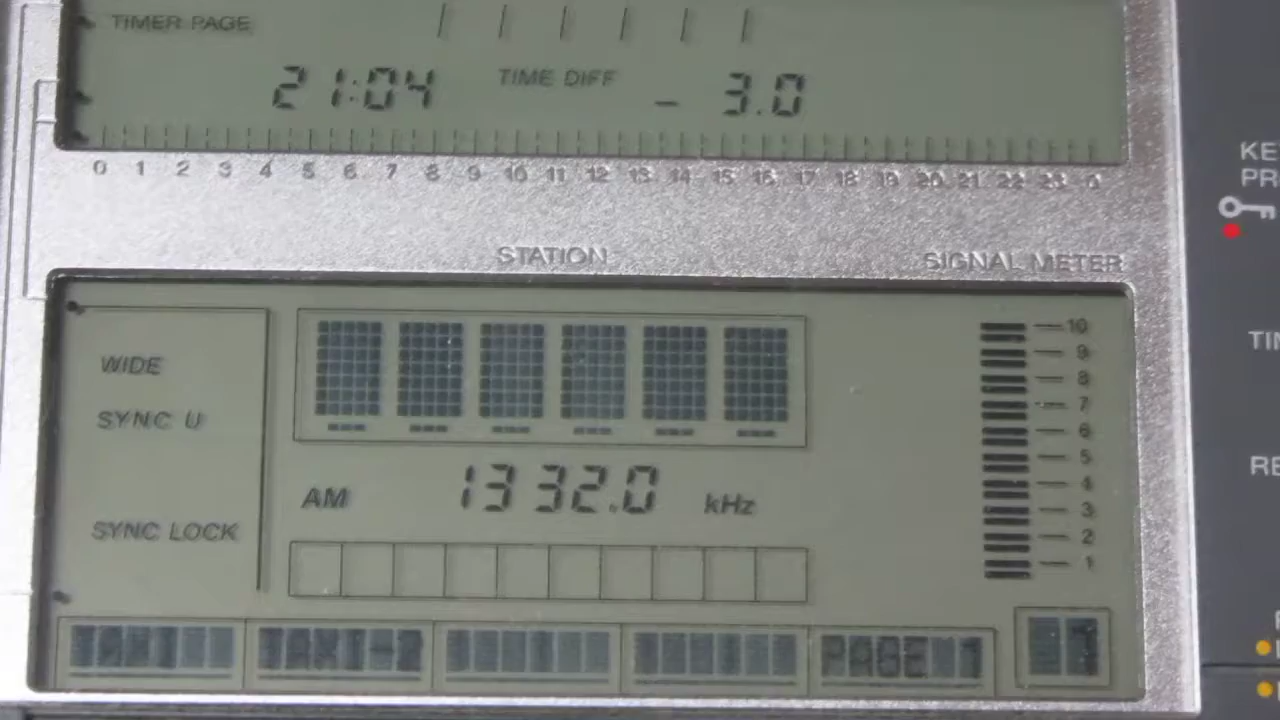 TIMER PAGE
21:04 TIME DIFF - 3.0
0 1 2 3 4 5 6 7 8 9 10 11 12 13 14 15 16 17 18 19 20 21 22 23 0
KE
PR
STATION SIGNAL METER
10
9
8
7
6
5
4
3
2
1
WIDE
SYNC U
AM 1332.0 kHz
SYNC LOCK
TIM
RE
PAGE 1